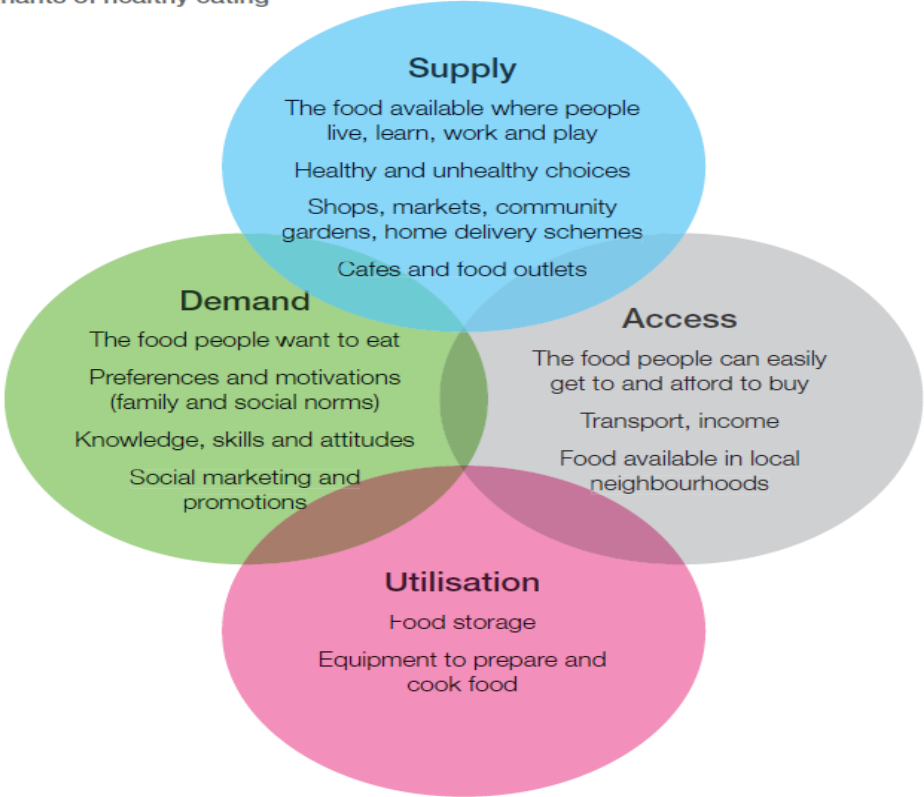 of healthy eating
Supply
The food available where people
live, learn, work and play
Healthy and unhealthy choices
Shops, markets, community
gardens, home delivery schemes
Cafes and food outlets
Demand
The food people want to eat
Preferences and motivations
(family and social norms)
Knowledge, skills and attitudes
Social marketing and
promotions
Access
The food people can easily
get to and afford to buy
Transport, income
Food available in local
neighbourhoods
Utilisation
Food storage
Equipment to prepare and
cook food